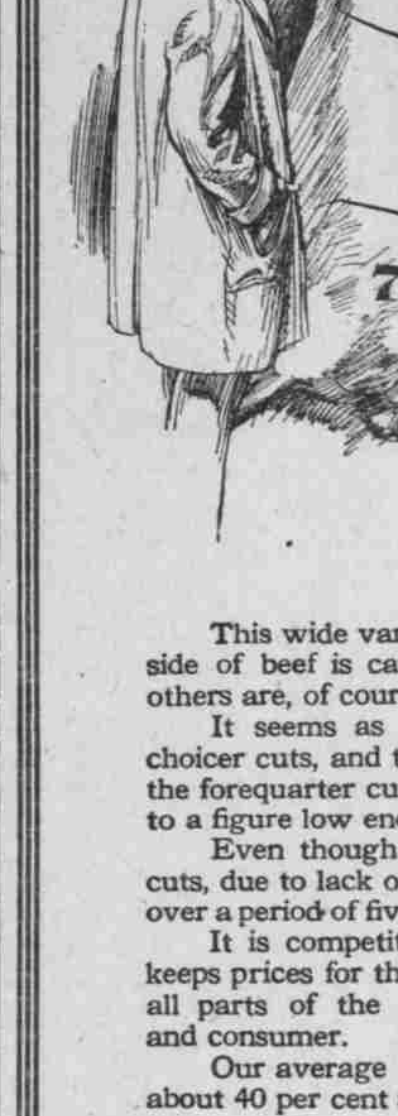 7
This wide var
side of beef is ca
others are, of cour
It seems as
choicer cuts, and t
the forequarter cu
to a figure low eno
Even though
cuts, due to lack o
over a period of fiv
It is competit
keeps prices for th
all parts of the
and consumer.
Our average
about 40 per cent